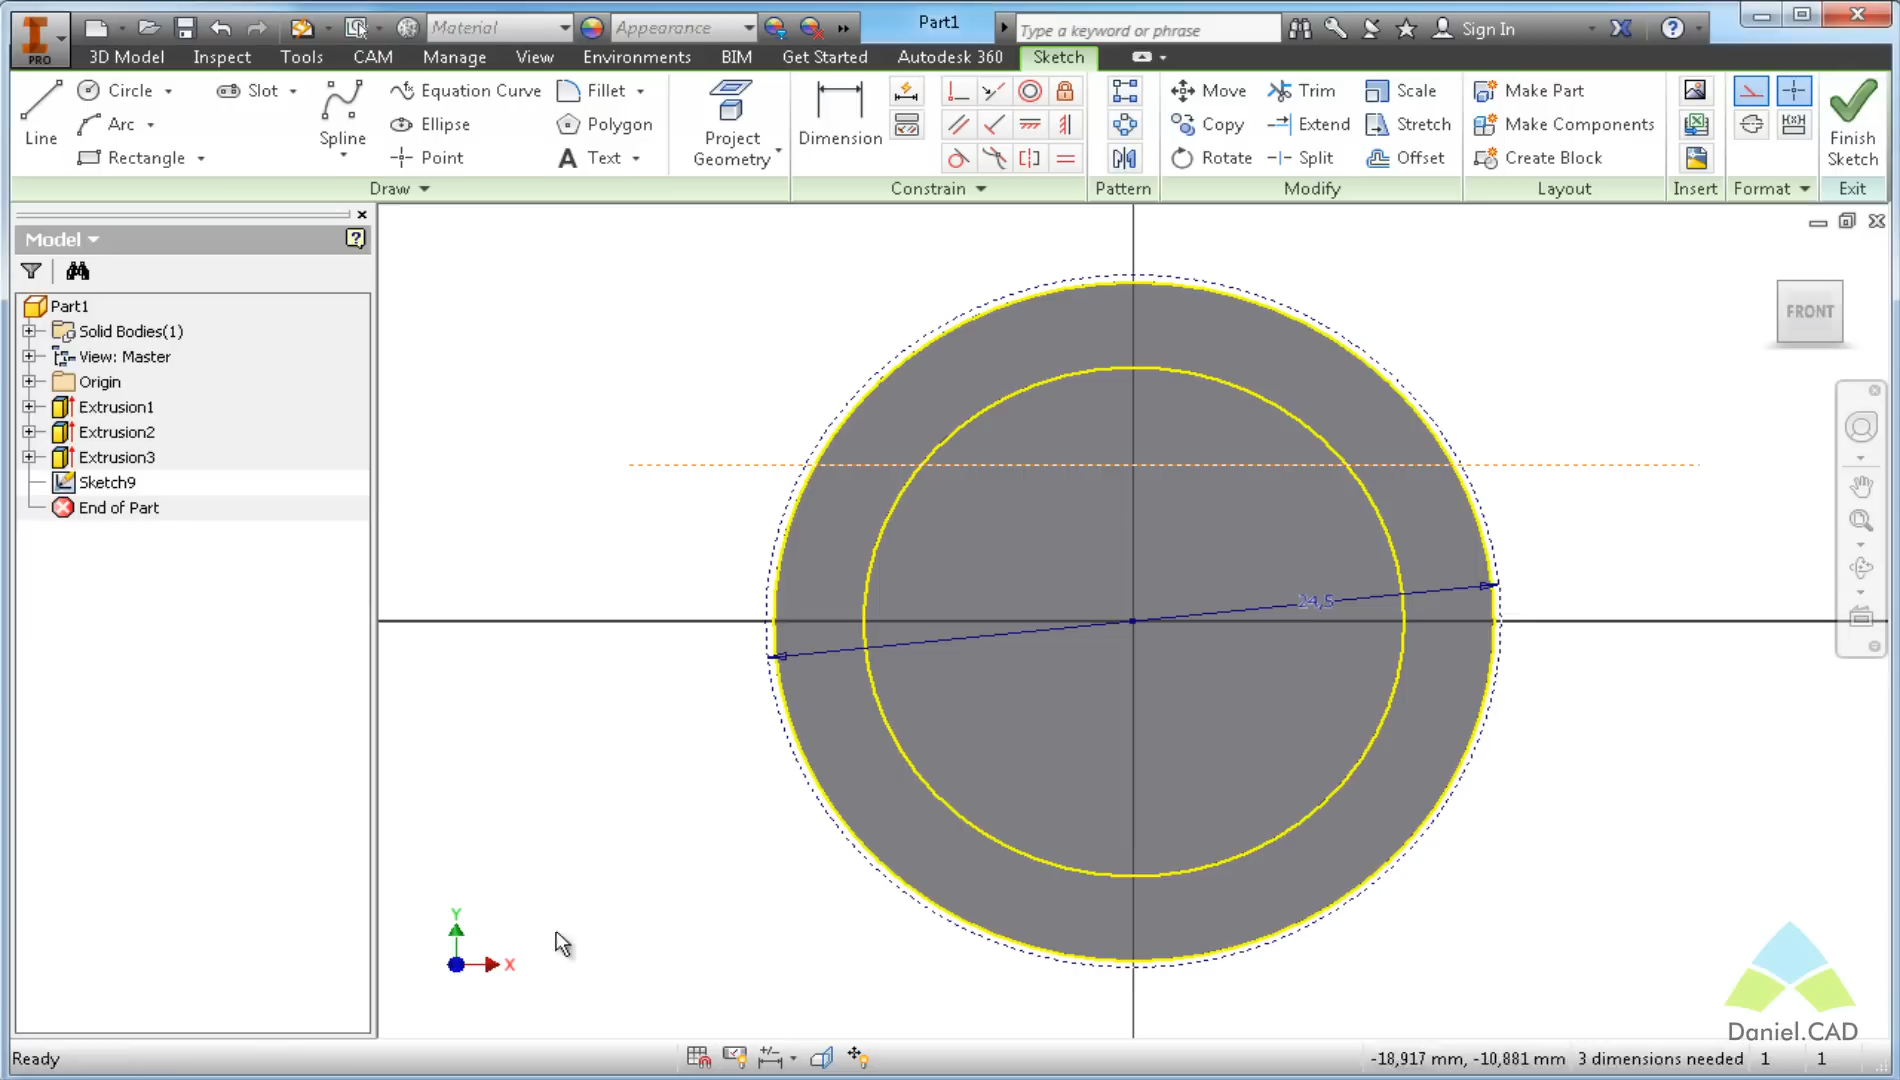 Material
Appearance
Part1
Type a keyword or phrase
Sign In
PRO
3D Model
Inspect
Tools
CAM
Manage
View
Environments
BIM
Get Started
Autodesk 360
Sketch
Line
Circle
Arc
Rectangle
Slot
Spline
Equation Curve
Ellipse
Point
Fillet
Polygon
Text
Project
Geometry
Dimension
Move
Copy
Rotate
Trim
Extend
Split
Scale
Stretch
Offset
Make Part
Make Components
Create Block
Finish
Sketch
Draw
Constrain
Pattern
Modify
Layout
Insert
Format
Exit
Model
Part1
Solid Bodies(1)
View: Master
Origin
Extrusion1
Extrusion2
Extrusion3
Sketch9
End of Part
FRONT
24,5
Y
X
Daniel.CAD
Ready
-18,917 mm, -10,881 mm 3 dimensions needed 1 1